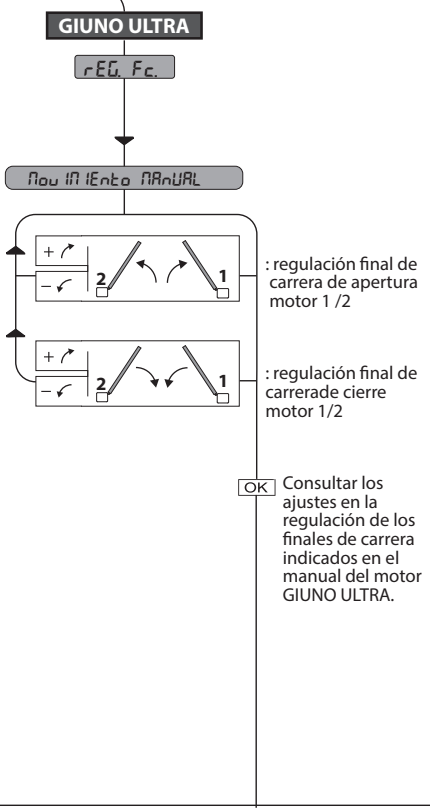 GIUNO ULTRA
rEG. Fc.
MovIMIEnto MAnUAL
+
-
2
1
: regulación final de
carrera de apertura
motor 1 /2
+
-
2
1
: regulación final de
carrerade cierre
motor 1/2
OK
Consultar los
ajustes en la
regulación de los
finales de carrera
indicados en el
manual del motor
GIUNO ULTRA.